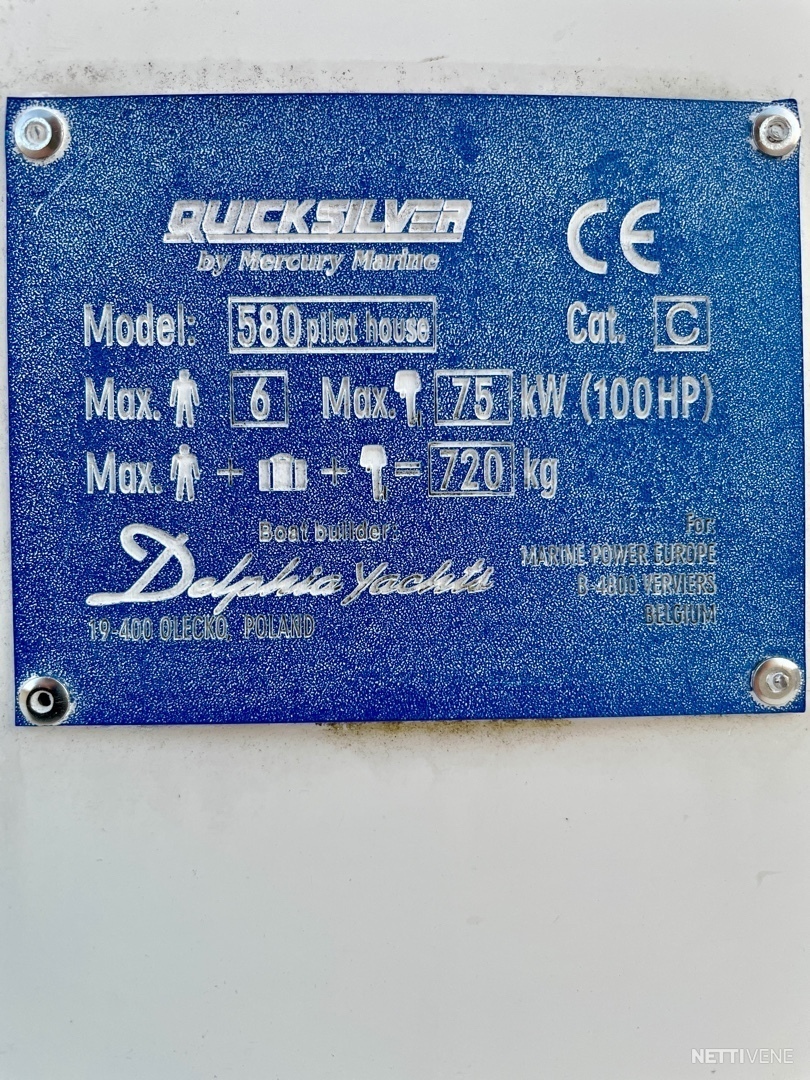 QUICKSILVER
by Mercury Marine
CE
Model: 580 pilot house Cat. C
Max. 6 Max. 75 kW (100HP)
Max. + + = 720 kg
Boat builder:
Delphia Yachts
19-400 OLECKO, POLAND
For:
MARINE POWER EUROPE
B-4800 VERVIERS
BELGIUM
NETTIVENE